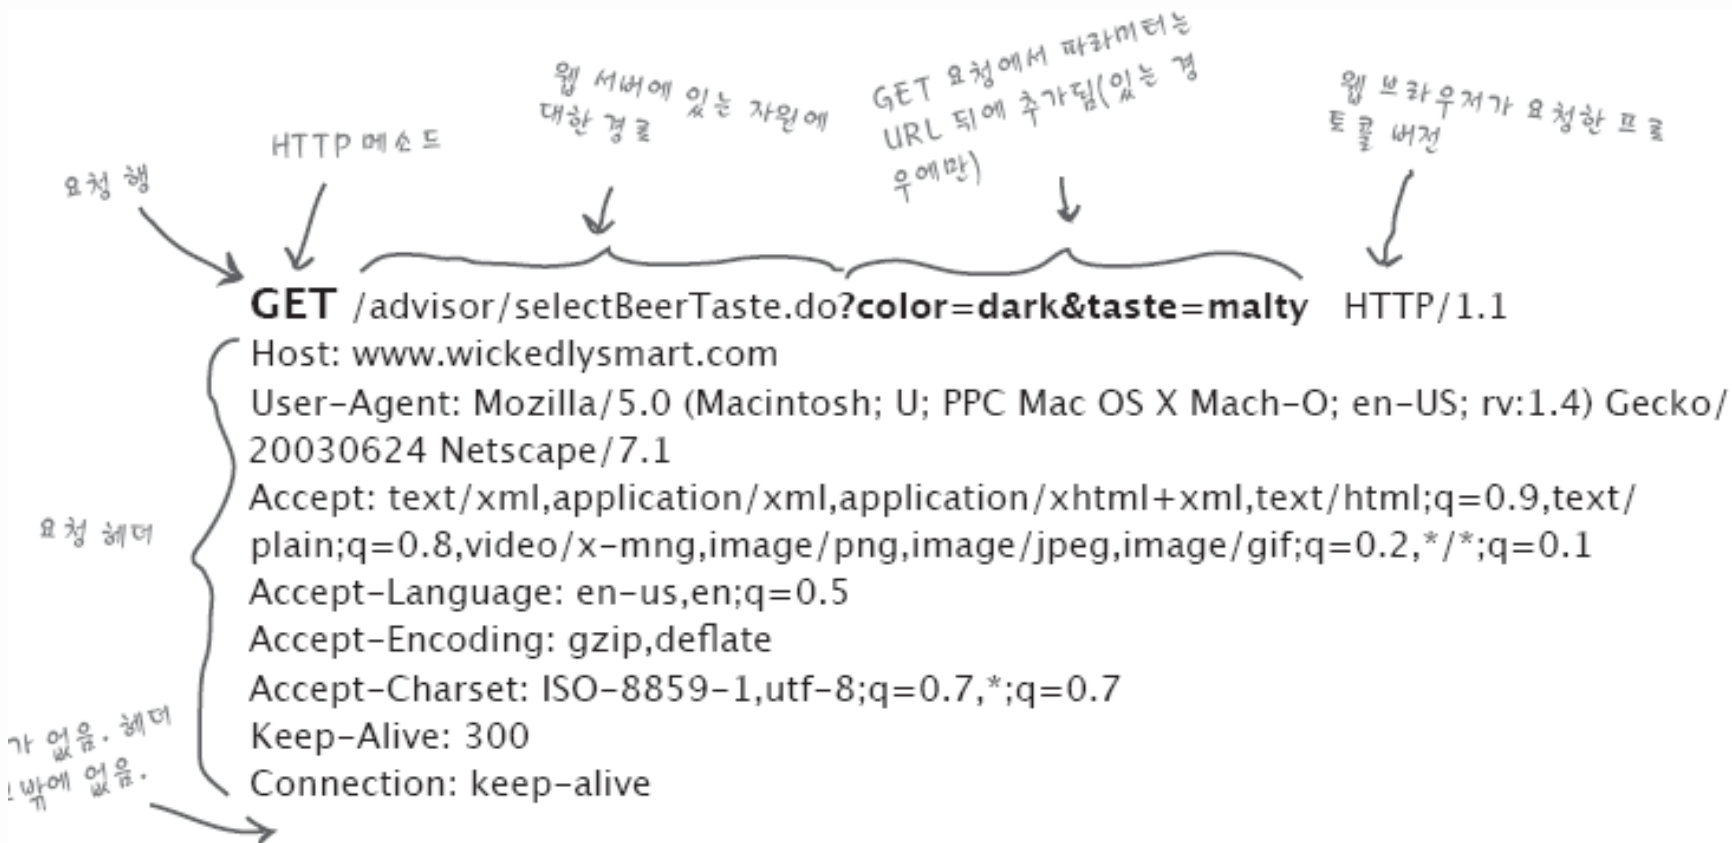 GET 요청에서 파라미터는
URL 뒤에 추가됨(있는 경
우에만)
웹 서버에 있는 자원에
대한 경로
웹 브라우저가 요청한 프로
토콜 버전
HTTP 메소드
요청 행
GET /advisor/selectBeerTaste.do?color=dark&taste=malty HTTP/1.1
Host: www.wickedlysmart.com
User-Agent: Mozilla/5.0 (Macintosh; U; PPC Mac OS X Mach-O; en-US; rv:1.4) Gecko/
20030624 Netscape/7.1
Accept: text/xml,application/xml,application/xhtml+xml,text/html;q=0.9,text/
plain;q=0.8,video/x-mng,image/png,image/jpeg,image/gif;q=0.2,*/*;q=0.1
요청 헤더
Accept-Language: en-us,en;q=0.5
Accept-Encoding: gzip,deflate
Accept-Charset: ISO-8859-1,utf-8;q=0.7,*;q=0.7
Keep-Alive: 300
Connection: keep-alive
가 없음. 헤더
밖에 없음.